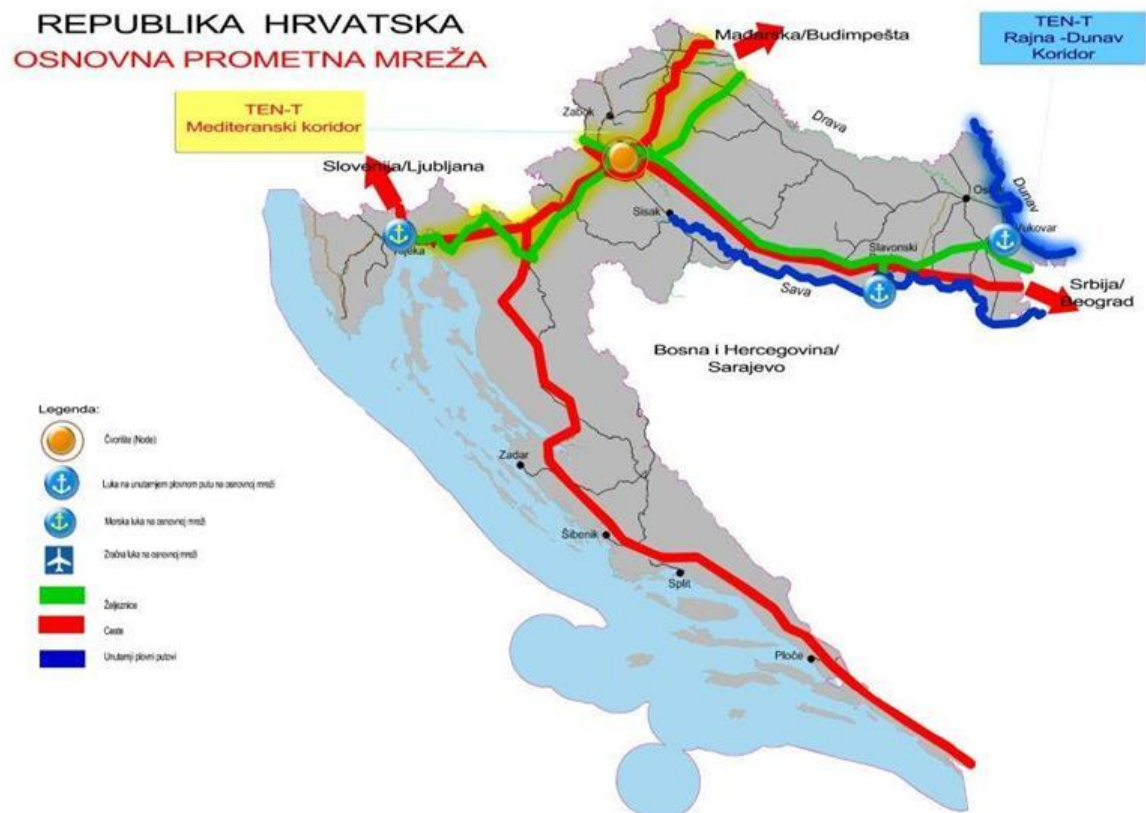 REPUBLIKA HRVATSKA
OSNOVNA PROMETNA MREŽA
TEN-T
Mediteranski koridor
TEN-T
Rajna -Dunav
Koridor
Mađarska/Budimpešta
Slovenija/Ljubljana
Zabok
Drava
Dunav
Vukovar
Sisak
Slavonski
Sava
Srbija/
Beograd
Bosna i Hercegovina/
Sarajevo
Zadar
Šibenik
Split
Ploče
Legenda:
Čvorište (Node)
Luka na unutarnjem plovnom putu na osnovnoj mreži
Morska luka na osnovnoj mreži
Zračna luka na osnovnoj mreži
Željeznice
Ceste
Unutarnji plovni putovi